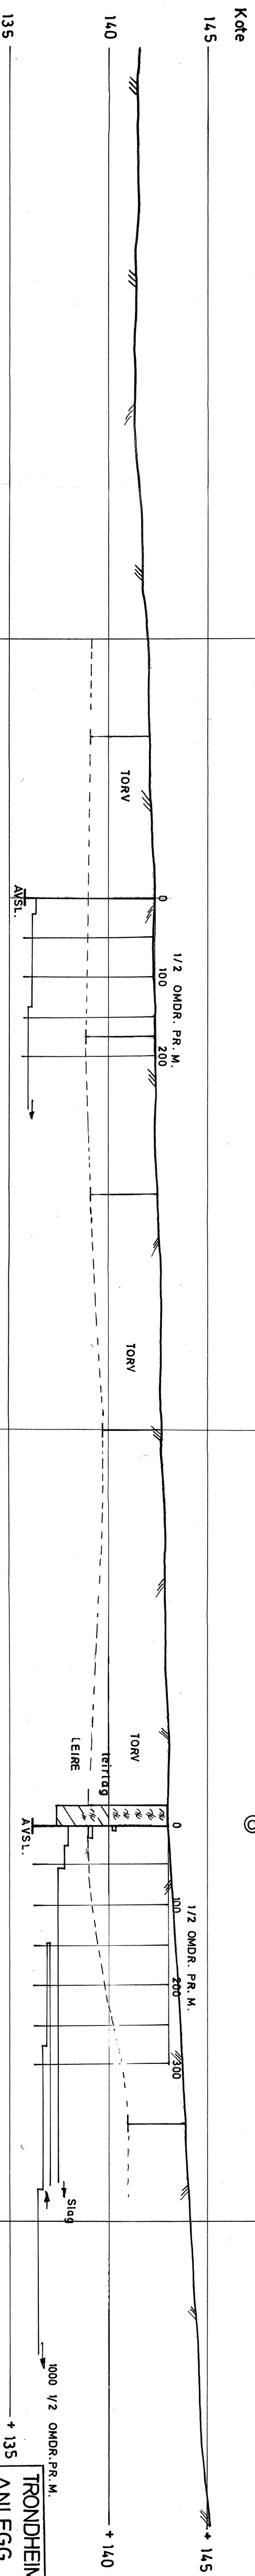 Kote
145
140
135
TORV
0
1/2 OMDR. PR. M.
100
200
AVSL.
TORV
TORV
leirlag
LEIRE
0
1/2 OMDR. PR. M.
100
200
300
AVSL.
Slag
1000 1/2 OMDR.PR.M.
+ 145
+ 140
+ 135
TRONDHEIM
ANLEGG